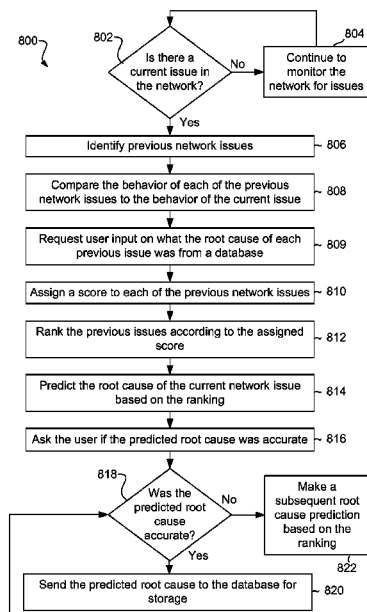 800
802
Is there a
current issue in
the network?
No
804
Continue to
monitor the
network for issues
Yes
Identify previous network issues
806
Compare the behavior of each of the previous
network issues to the behavior of the current issue
808
Request user input on what the root cause of each
previous issue was from a database
809
Assign a score to each of the previous network issues
810
Rank the previous issues according to the assigned
score
812
Predict the root cause of the current network issue
based on the ranking
814
Ask the user if the predicted root cause was accurate
816
818
Was the
predicted root
cause
accurate?
No
Make a
subsequent root
cause prediction
based on the
ranking
822
Yes
Send the predicted root cause to the database for
storage
820